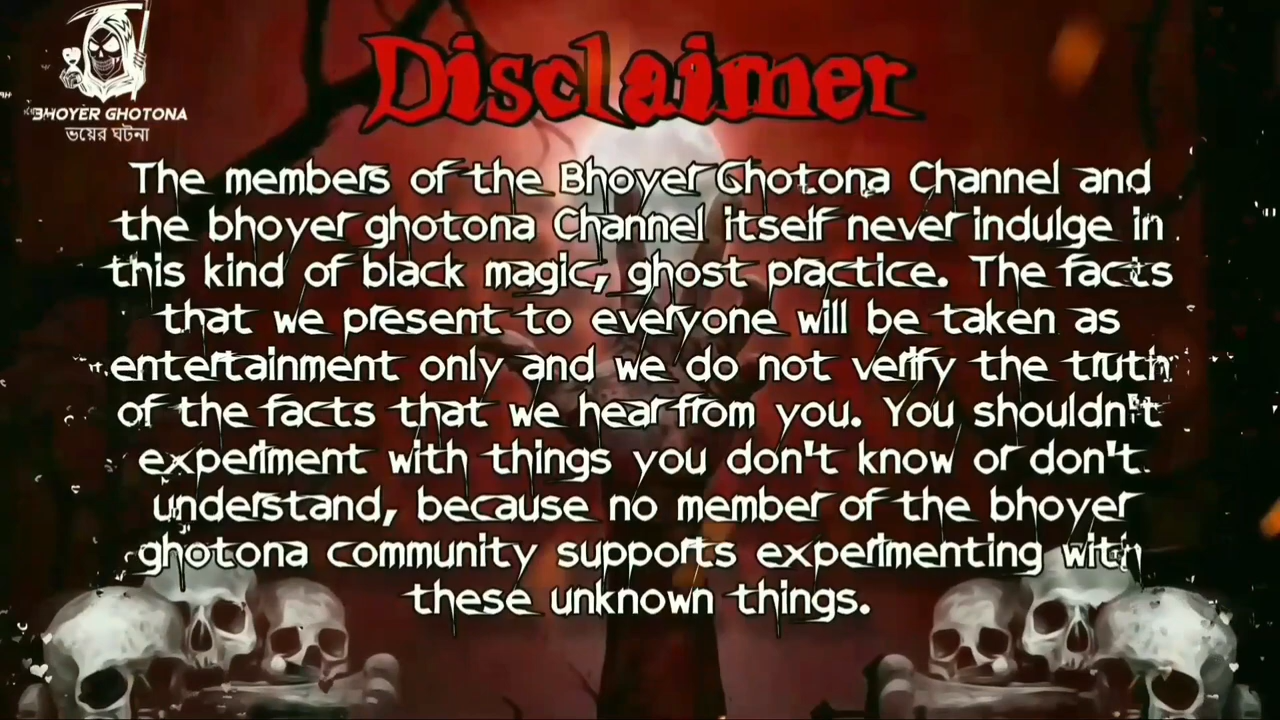 BHOYER GHOTONA
ভয়ের ঘটনা
Disclaimer
The members of the Bhoyer Ghotona Channel and
the bhoyer ghotona Channel itself never indulge in
this kind of black magic, ghost practice. The facts
that we present to everyone will be taken as
entertainment only and we do not verify the truth
of the facts that we hear from you. You shouldn't
experiment with things you don't know or don't
understand, because no member of the bhoyer
ghotona community supports experimenting with
these unknown things.